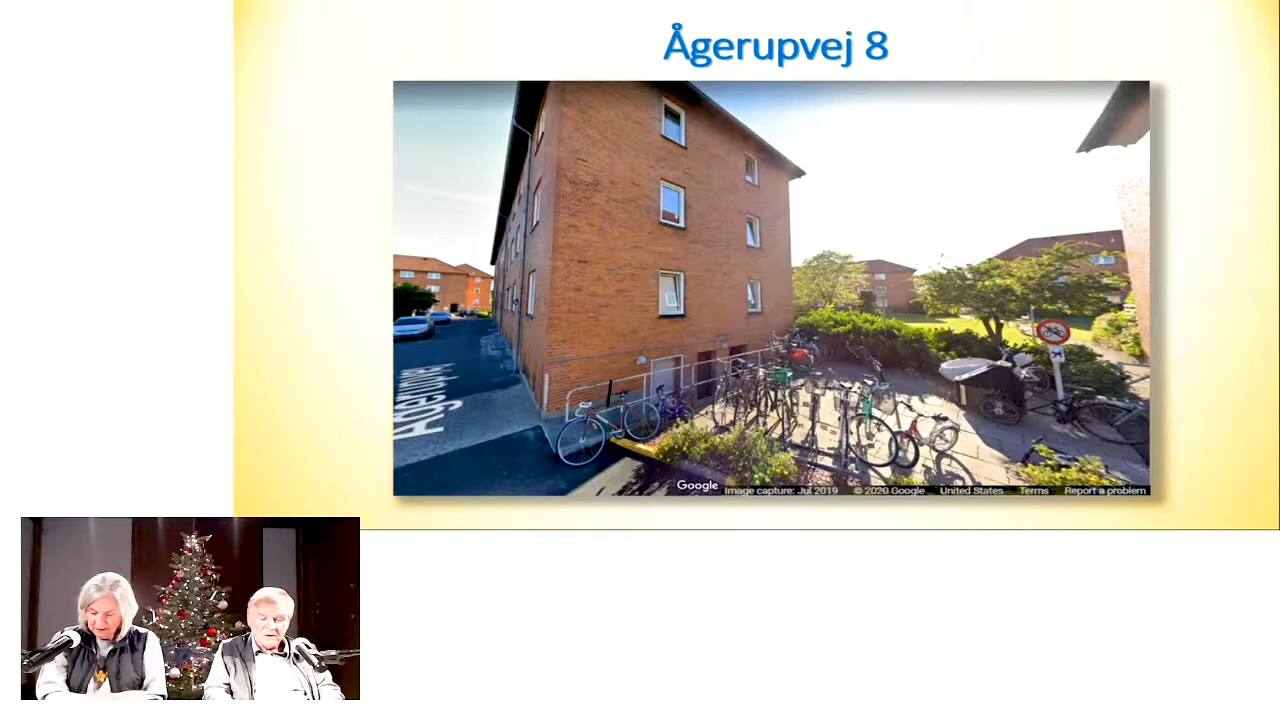 Ågerupvej 8
Ågerupvej
Google
Image capture: Jul 2019 © 2020 Google United States Terms Report a problem